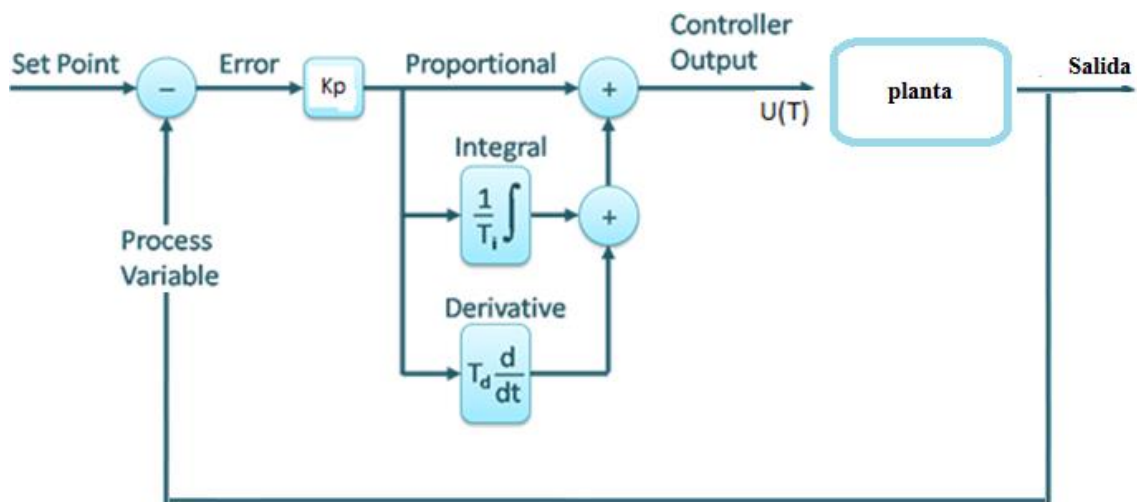 Set Point
−
Error
Kp
Proportional
+
Controller
Output
U(T)
planta
Salida
Integral
1
Ti ∫
+
Process
Variable
Derivative
Td d
dt